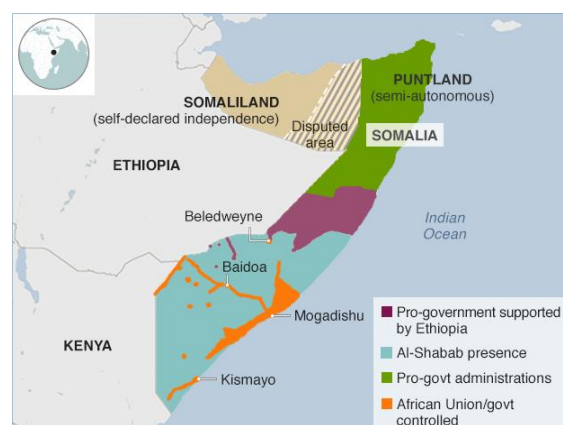 PUNTLAND
(semi-autonomous)
SOMALILAND
(self-declared independence)
Disputed
area
SOMALIA
ETHIOPIA
Beledweyne
Indian
Ocean
Baidoa
Mogadishu
KENYA
Kismayo
Pro-government supported
by Ethiopia
Al-Shabab presence
Pro-govt administrations
African Union/govt
controlled